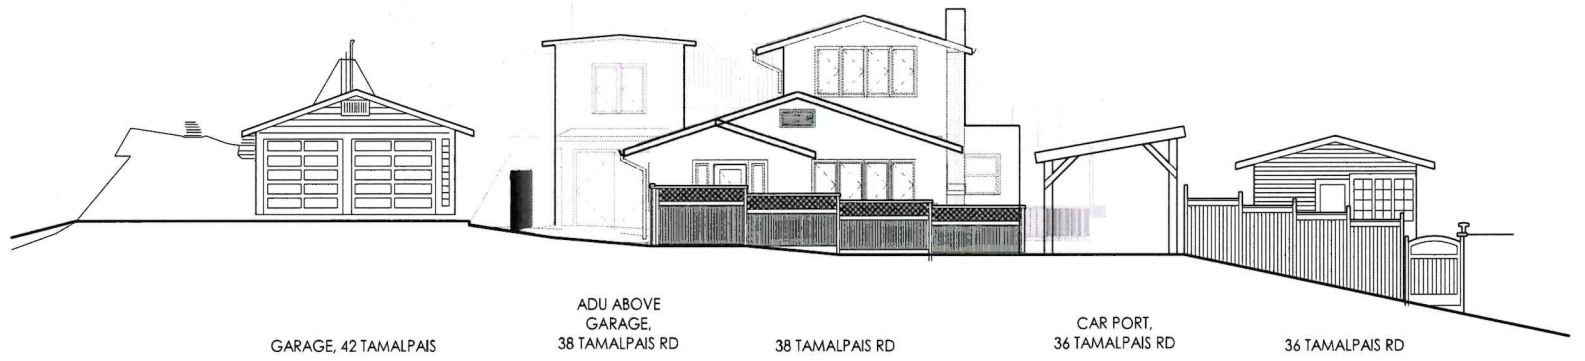 GARAGE, 42 TAMALPAIS
ADU ABOVE
GARAGE,
38 TAMALPAIS RD
38 TAMALPAIS RD
CAR PORT,
36 TAMALPAIS RD
36 TAMALPAIS RD